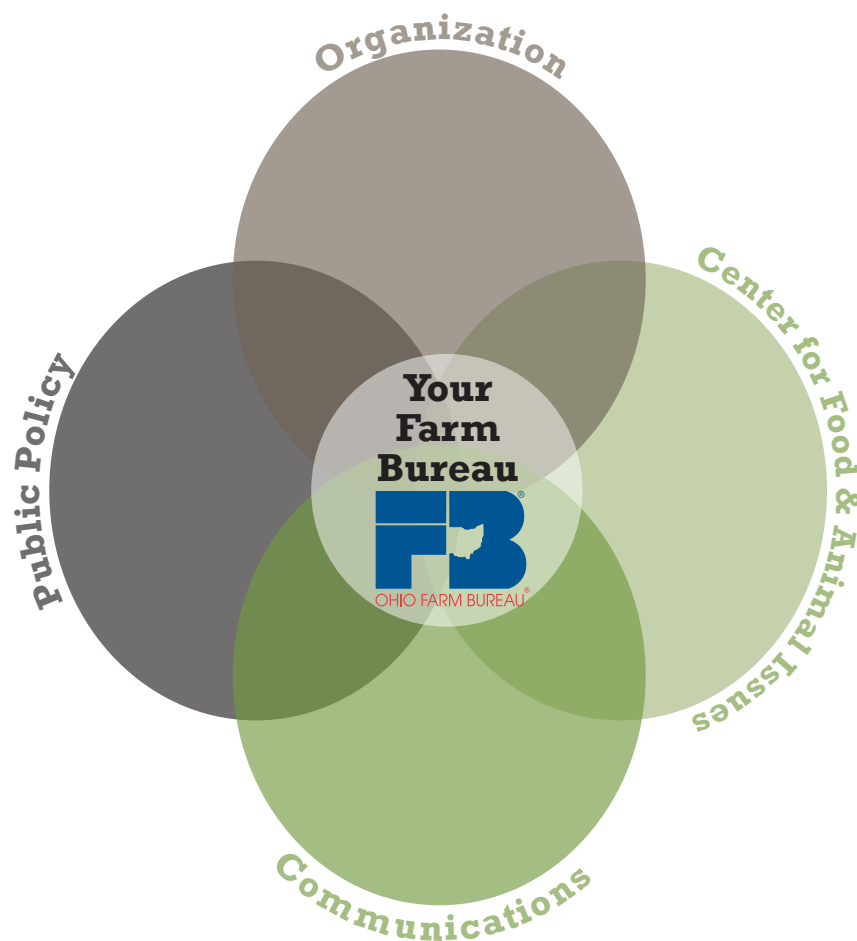 Organization
Center for Food & Animal Issues
Public Policy
Your
Farm
Bureau
FB®
OHIO FARM BUREAU®
Communications